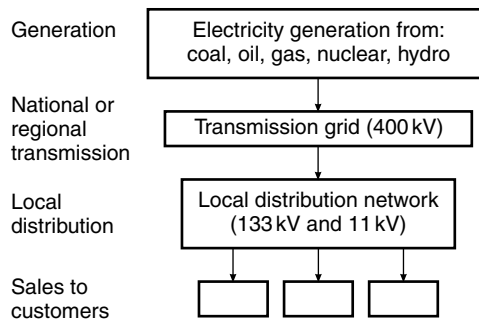 Generation
Electricity generation from:
coal, oil, gas, nuclear, hydro
National or
regional
transmission
Transmission grid (400 kV)
Local
distribution
Local distribution network
(133 kV and 11 kV)
Sales to
customers